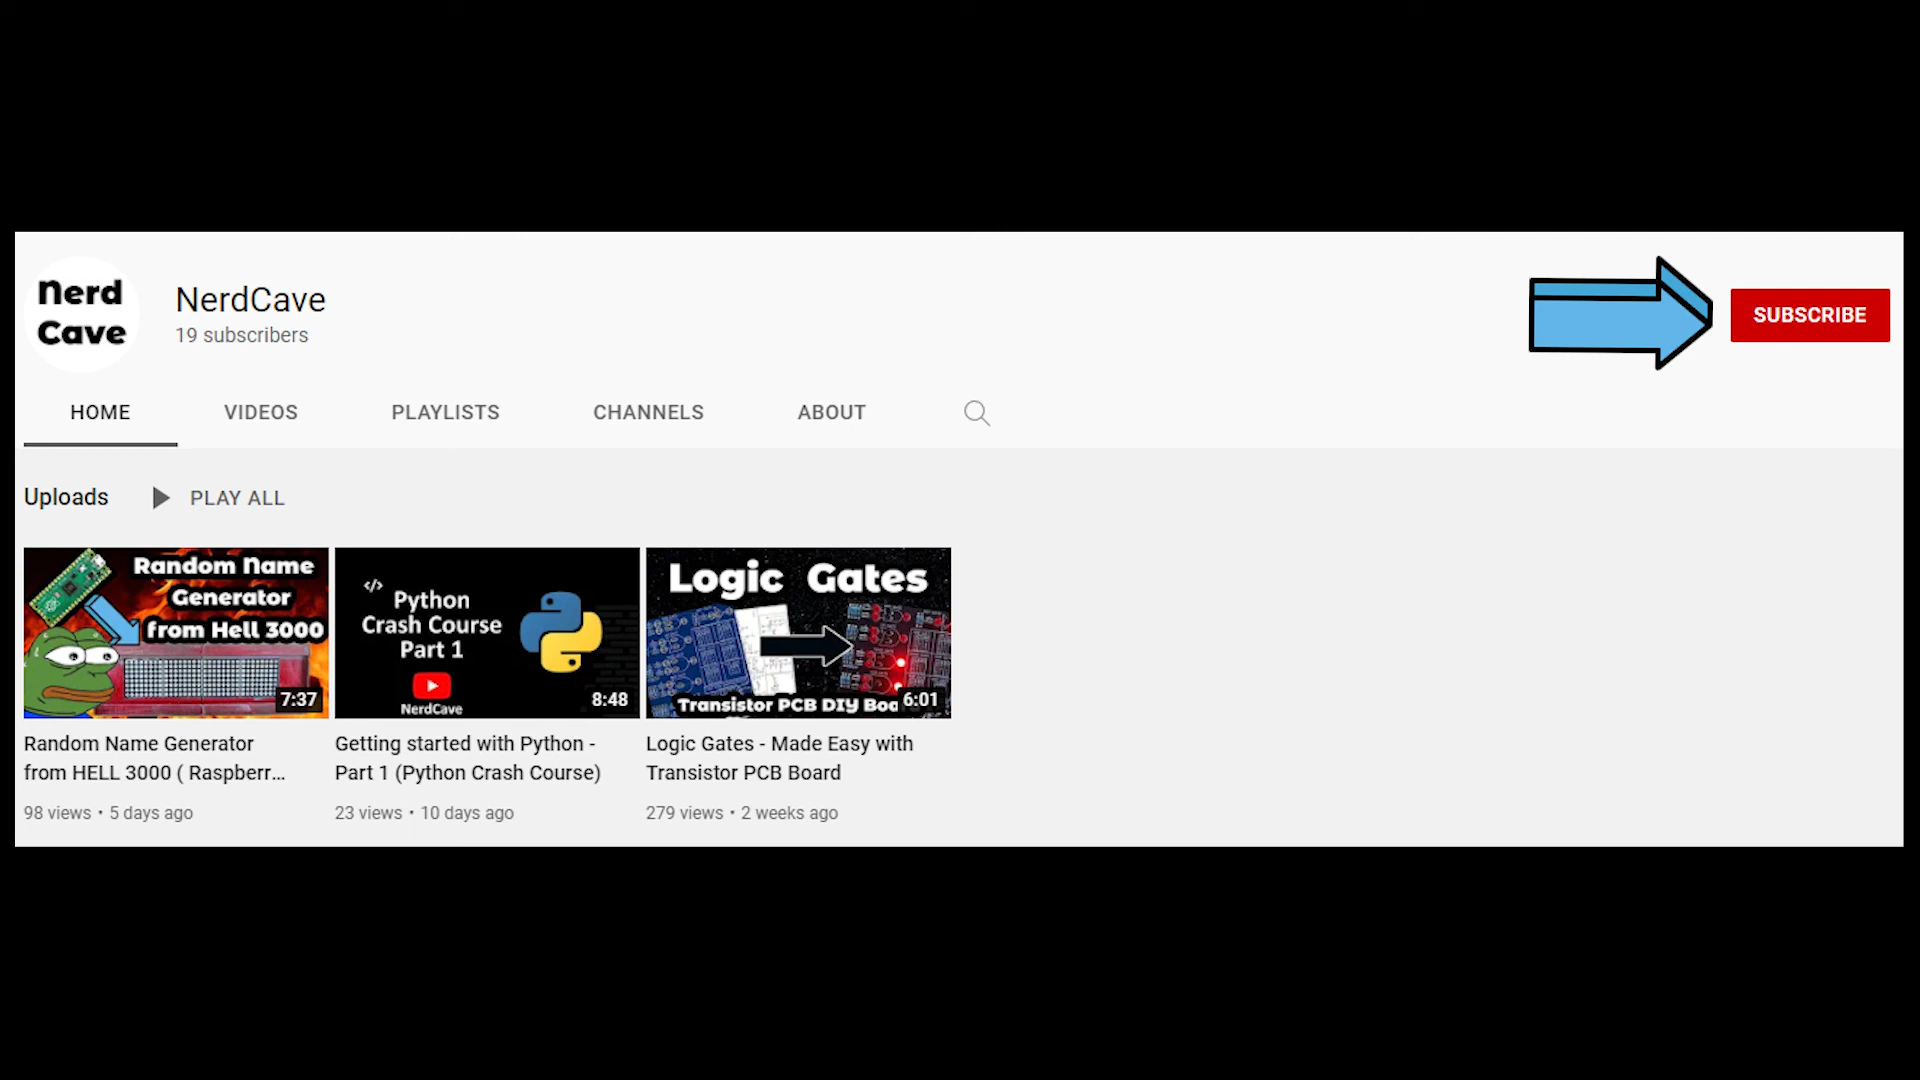 Nerd
Cave
NerdCave
19 subscribers
SUBSCRIBE
HOME VIDEOS PLAYLISTS CHANNELS ABOUT
Uploads PLAY ALL
Random Name
Generator
from Hell 3000
7:37
</>
Python
Crash Course
Part 1
NerdCave
8:48
Logic Gates
Transistor PCB DIY Boa
6:01
Random Name Generator
from HELL 3000 ( Raspberr...
98 views • 5 days ago
Getting started with Python -
Part 1 (Python Crash Course)
23 views • 10 days ago
Logic Gates - Made Easy with
Transistor PCB Board
279 views • 2 weeks ago